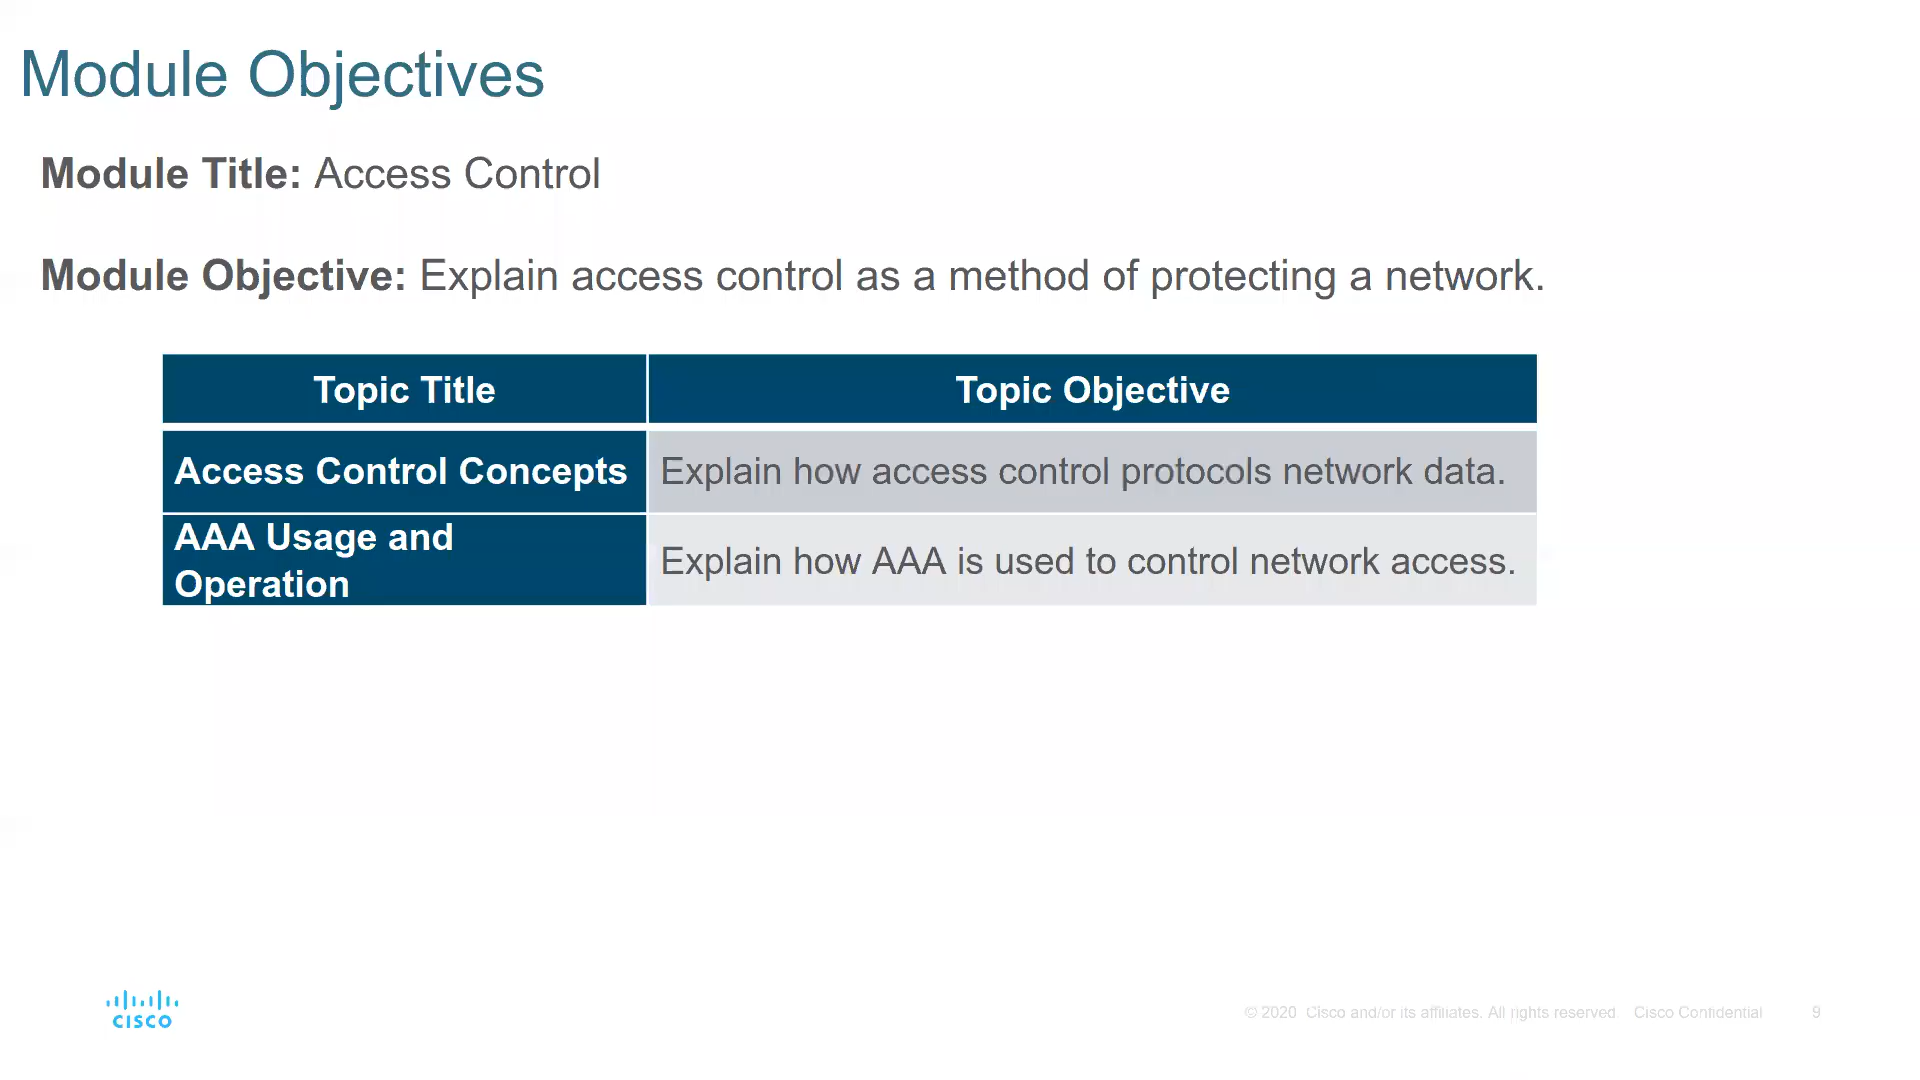 Module Objectives
Module Title: Access Control
Module Objective: Explain access control as a method of protecting a network.
Topic Title Topic Objective
Access Control Concepts Explain how access control protocols network data.
AAA Usage and
Operation
Explain how AAA is used to control network access.
CISCO
© 2020 Cisco and/or its affiliates. All rights reserved. Cisco Confidential 9